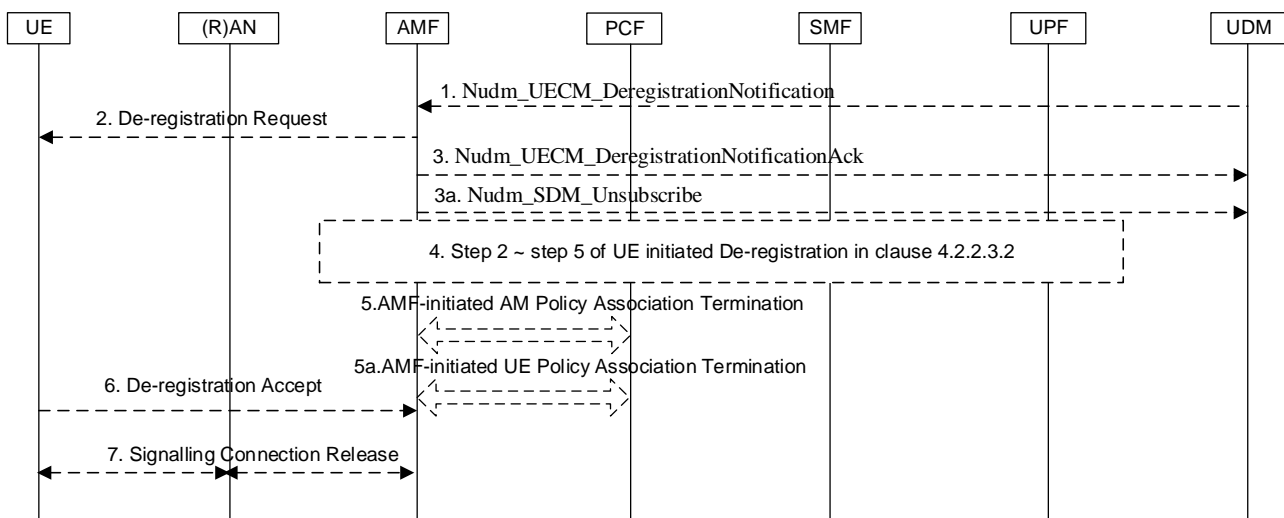 UE
(R)AN
AMF
PCF
SMF
UPF
UDM
1. Nudm_UECM_DeregistrationNotification
2. De-registration Request
3. Nudm_UECM_DeregistrationNotificationAck
3a. Nudm_SDM_Unsubscribe
4. Step 2 ~ step 5 of UE initiated De-registration in clause 4.2.2.3.2
5.AMF-initiated AM Policy Association Termination
5a.AMF-initiated UE Policy Association Termination
6. De-registration Accept
7. Signalling Connection Release